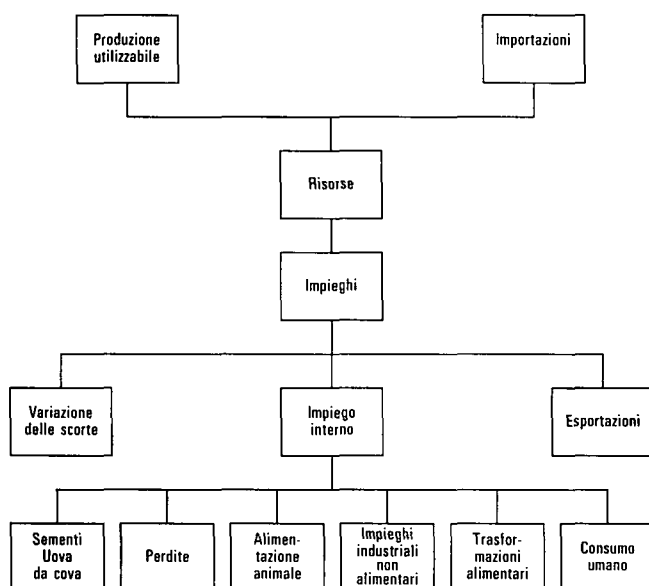 Produzione
utilizzabile
Importazioni
Risorse
Impieghi
Variazione
delle scorte
Impiego
interno
Esportazioni
Sementi
Uova
da cova
Perdite
Alimen-
tazione
animale
Impieghi
industriali
non
alimentari
Trasfor-
mazioni
alimentari
Consumo
umano